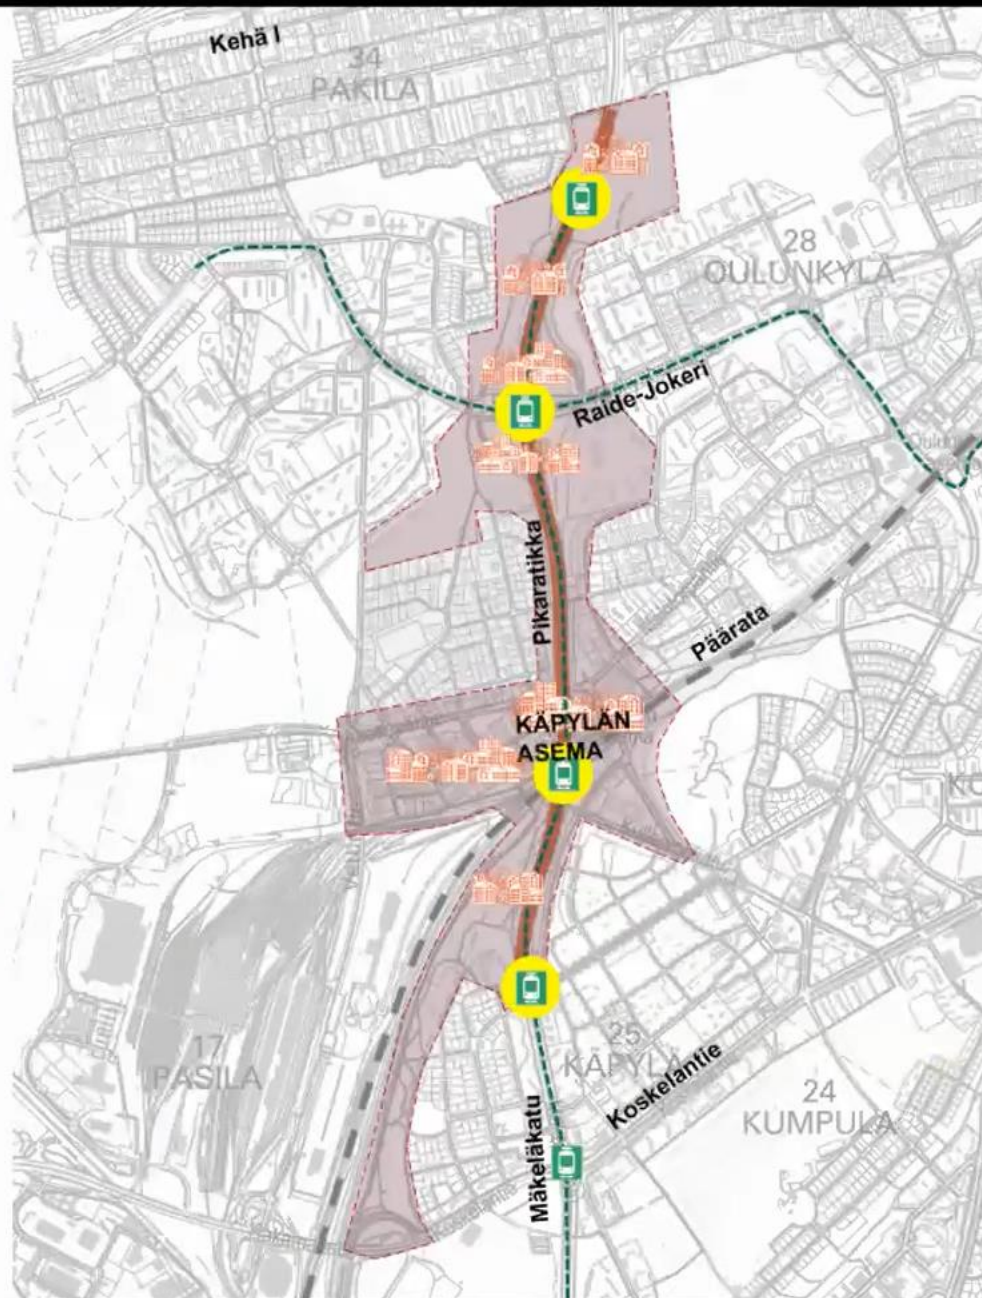 Kehä I
34
PAKILA
28
OULUNKYLÄ
Raide-Jokeri
Pikaratikka
Päärata
KÄPYLÄN
ASEMA
17
PASILA
25
KÄPYLÄ
Koskelantie
24
KUMPULA
Mäkeläkatu